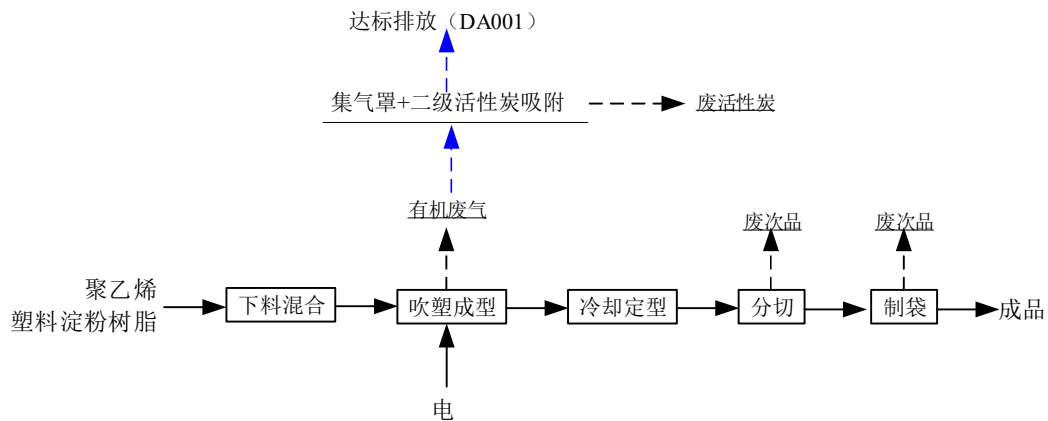 达标排放（DA001）
集气罩+二级活性炭吸附
废活性炭
有机废气
废次品
废次品
聚乙烯
塑料淀粉树脂
下料混合
吹塑成型
冷却定型
分切
制袋
成品
电